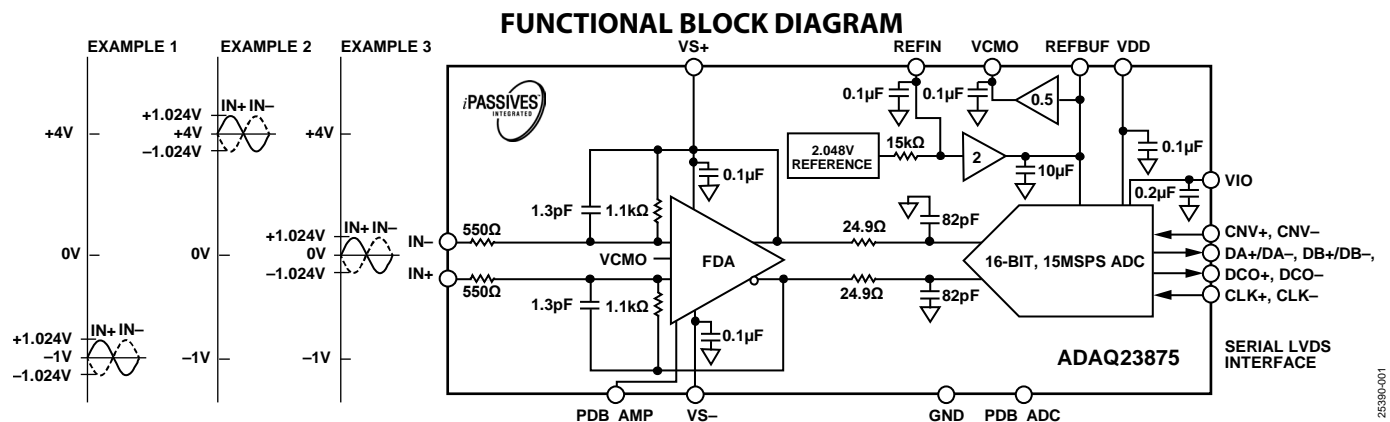 FUNCTIONAL BLOCK DIAGRAM
EXAMPLE 1
EXAMPLE 2
EXAMPLE 3
VS+
REFIN
VCMO
REFBUF
VDD
iPASSIVES™
INTEGRATED
+1.024V
IN+ IN–
+4V
+4V
+4V
–1.024V
0.1µF
0.1µF
0.5
2.048V
REFERENCE
15kΩ
2
10µF
0.1µF
0.1µF
0.2µF
VIO
1.3pF
1.1kΩ
82pF
IN+ IN–
+1.024V
0V
0V
0V
–1.024V
IN–
550Ω
24.9Ω
CNV+, CNV–
VCMO
FDA
16-BIT, 15MSPS ADC
DA+/DA–, DB+/DB–,
IN+
550Ω
24.9Ω
DCO+, DCO–
1.3pF
1.1kΩ
82pF
CLK+, CLK–
0.1µF
+1.024V
IN+ IN–
–1V
–1V
–1V
–1.024V
ADAQ23875
SERIAL LVDS
INTERFACE
PDB_AMP
VS–
GND
PDB_ADC
25390-001